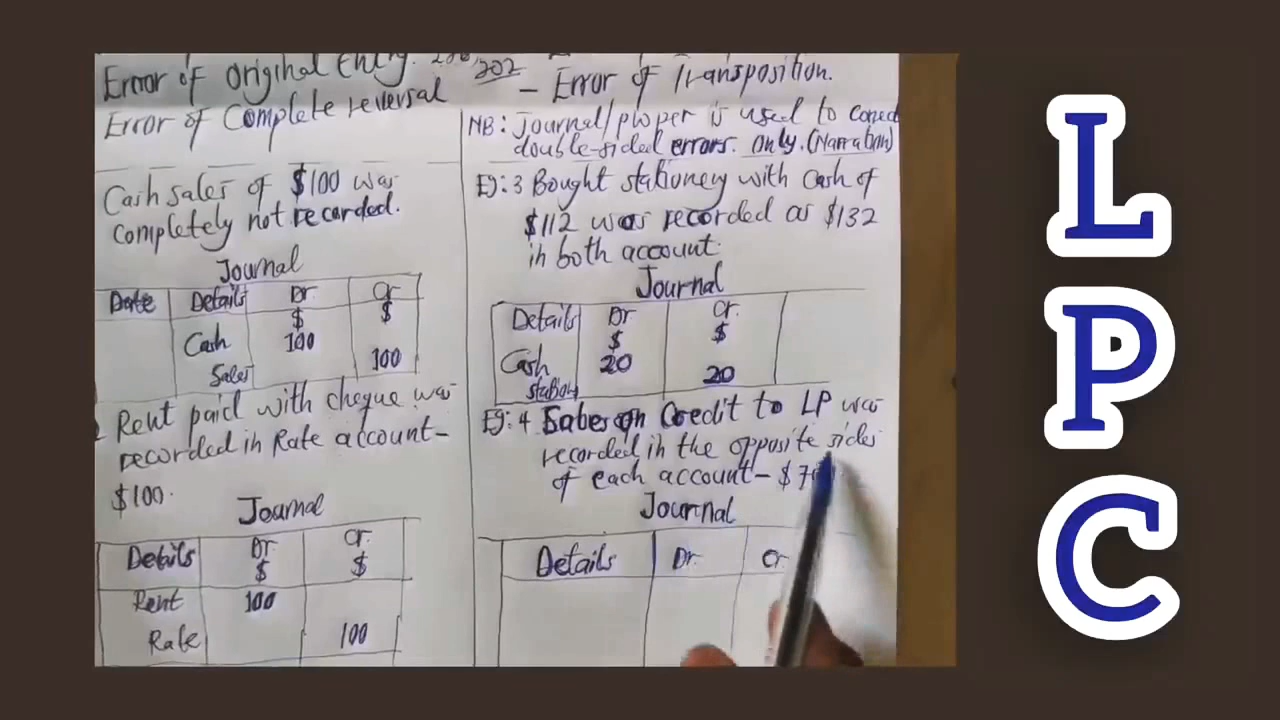 Error of Original Entry.
202
Error of Complete reversal
Cash sales of $100 was
completely not recorded.
Journal
Date Details Dr Cr
$ $
Cash 100
Sales 100
Rent paid with cheque was
recorded in Rate account-
$100.
Journal
Details Dr Cr.
$ $
Rent 100
Rate 100
- Error of Transposition.
NB: Journal/proper is used to correct
double-sided errors. Only. (Narration)
Eg: 3 Bought stationery with cash of
$112 was recorded as $132
in both account.
Journal
Details Dr Cr.
$ $
Cash 20
20
Eg: 4 on Credit to LP was
recorded in the opposite sides
of each account- $
Journal
Details Dr. Cr
L
P
C